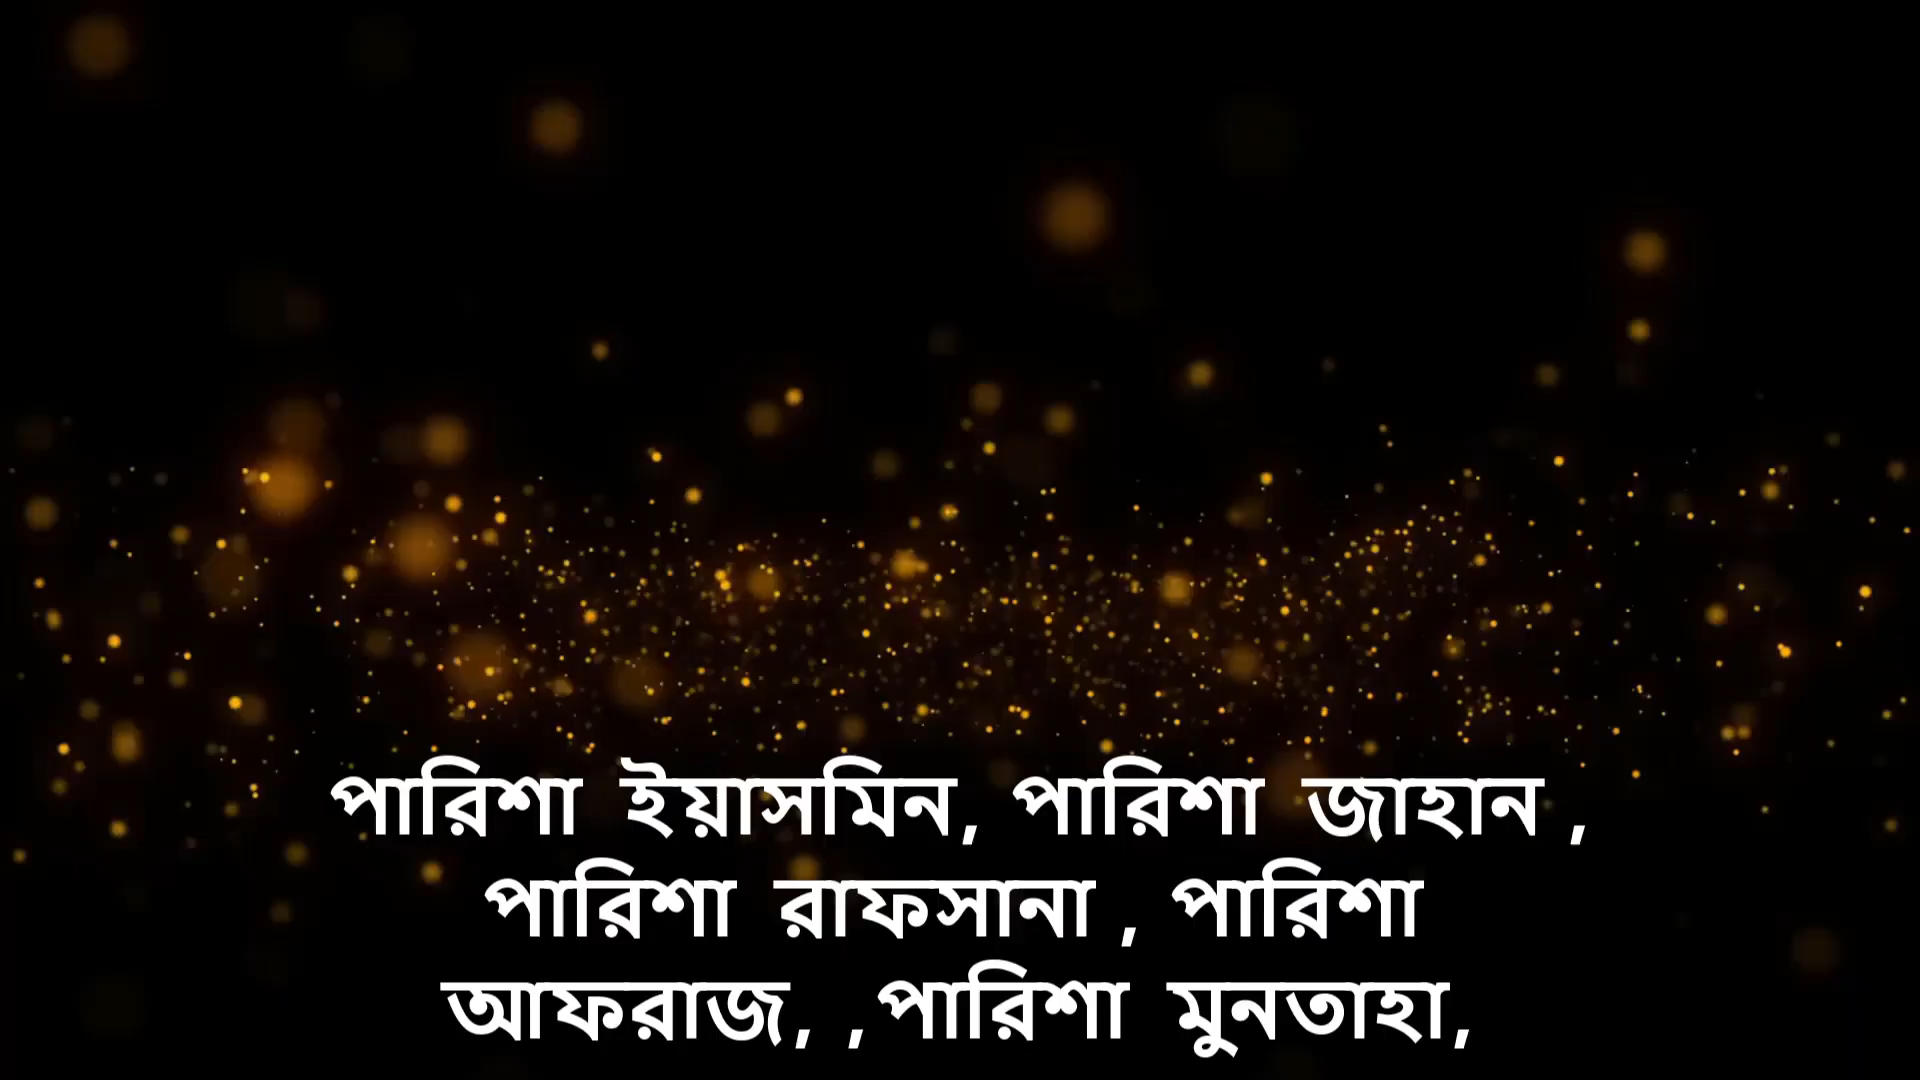 পারিশা ইয়াসমিন, পারিশা জাহান ,
পারিশা রাফসানা , পারিশা
আফরাজ, ,পারিশা মুনতাহা,